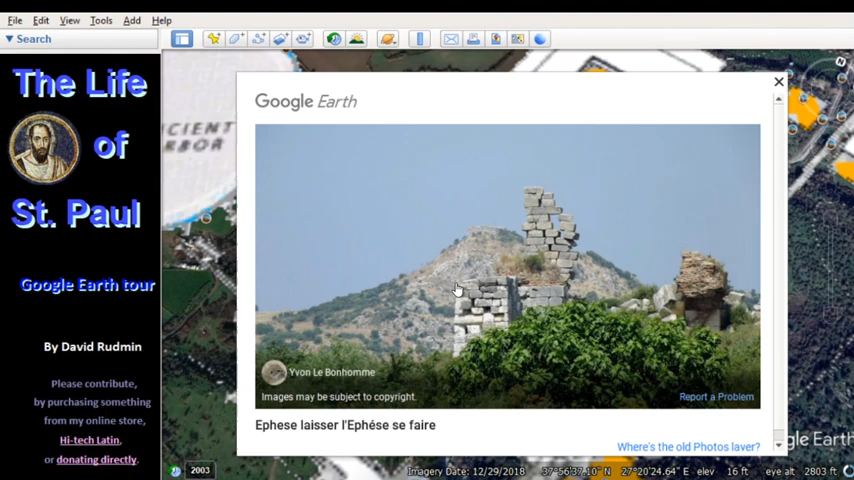 File Edit View Tools Add Help
Search
The Life
of
St. Paul
Google Earth tour
By David Rudmin
Please contribute,
by purchasing something
from my online store,
Hi-tech Latin,
or donating directly.
Google Earth
Yvon Le Bonhomme
Images may be subject to copyright.
Report a Problem
Ephese laisser l'Ephése se faire
Where's the old Photos layer?
2003
Imagery Date: 12/29/2018 37°56'37.10" N 27°20'24.64" E elev 16 ft eye alt 2803 ft
N